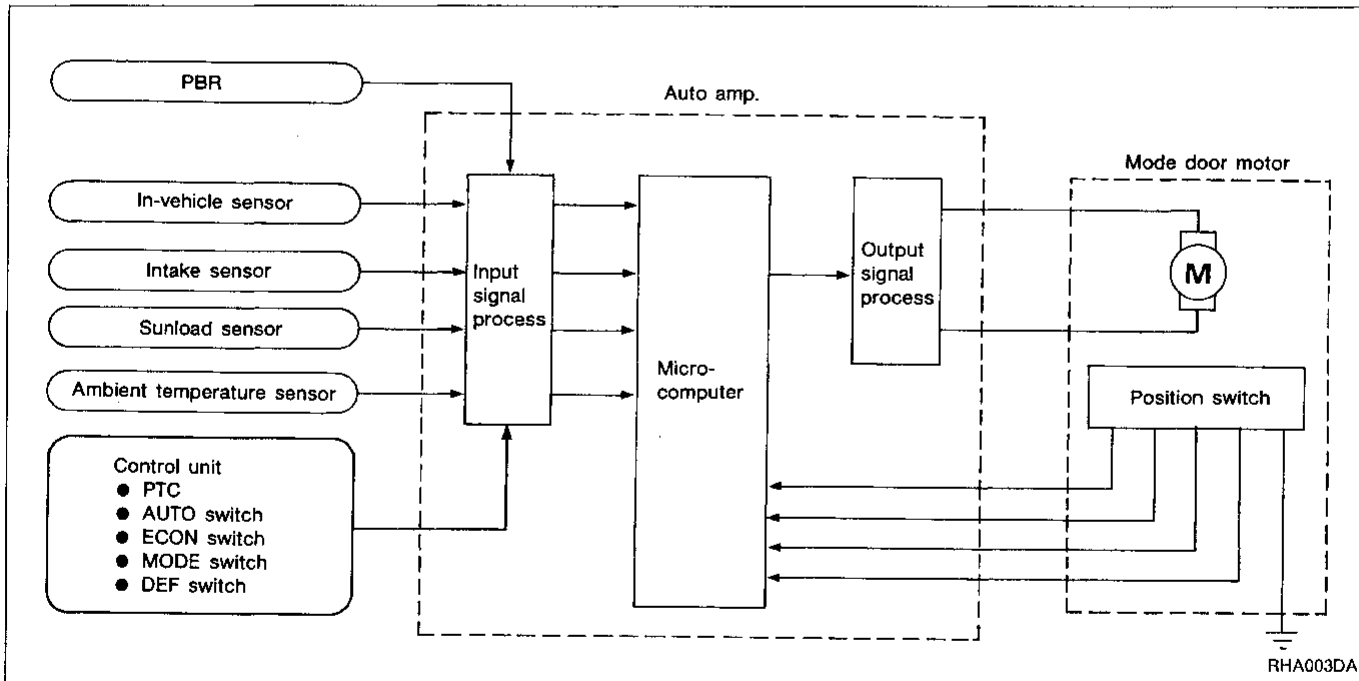 PBR
Auto amp.
Mode door motor
In-vehicle sensor
Intake sensor
Sunload sensor
Ambient temperature sensor
Input
signal
process
Micro-
computer
Output
signal
process
M
Position switch
Control unit
● PTC
● AUTO switch
● ECON switch
● MODE switch
● DEF switch
RHA003DA